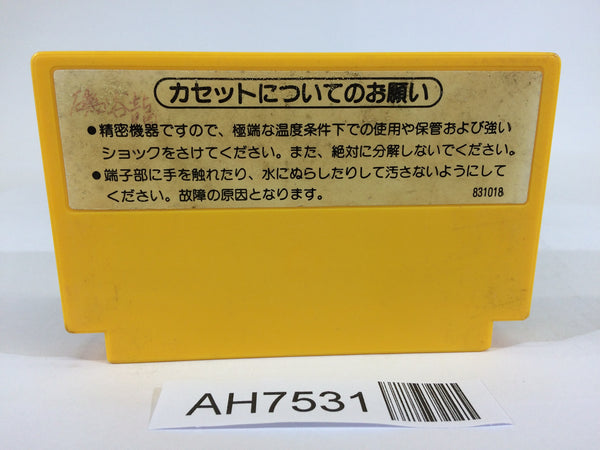 カセットについてのお願い
●精密機器ですので、極端な温度条件下での使用や保管および強い
ショックをさけてください。また、絶対に分解しないでください。
●端子部に手を触れたり、水にぬらしたりして汚さないようにして
ください。故障の原因となります。
831018
AH7531